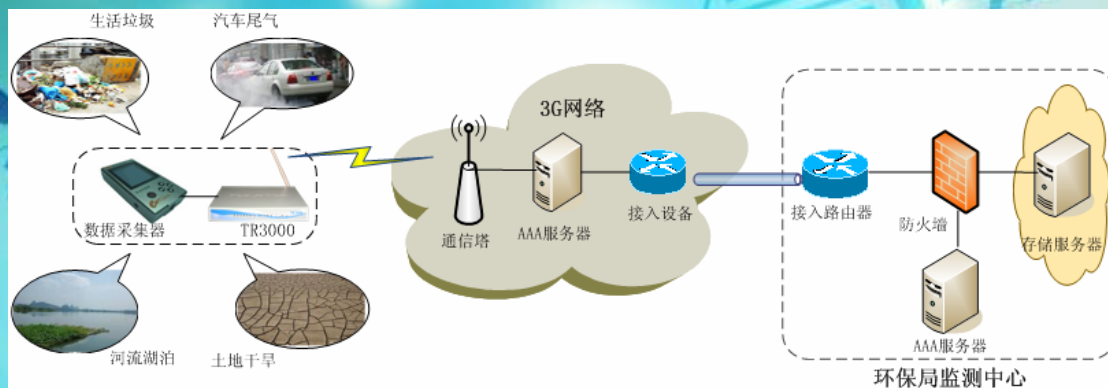 生活垃圾
汽车尾气
3G网络
数据采集器
TR3000
通信塔
AAA服务器
接入设备
接入路由器
防火墙
存储服务器
河流湖泊
土地干旱
AAA服务器
环保局监测中心